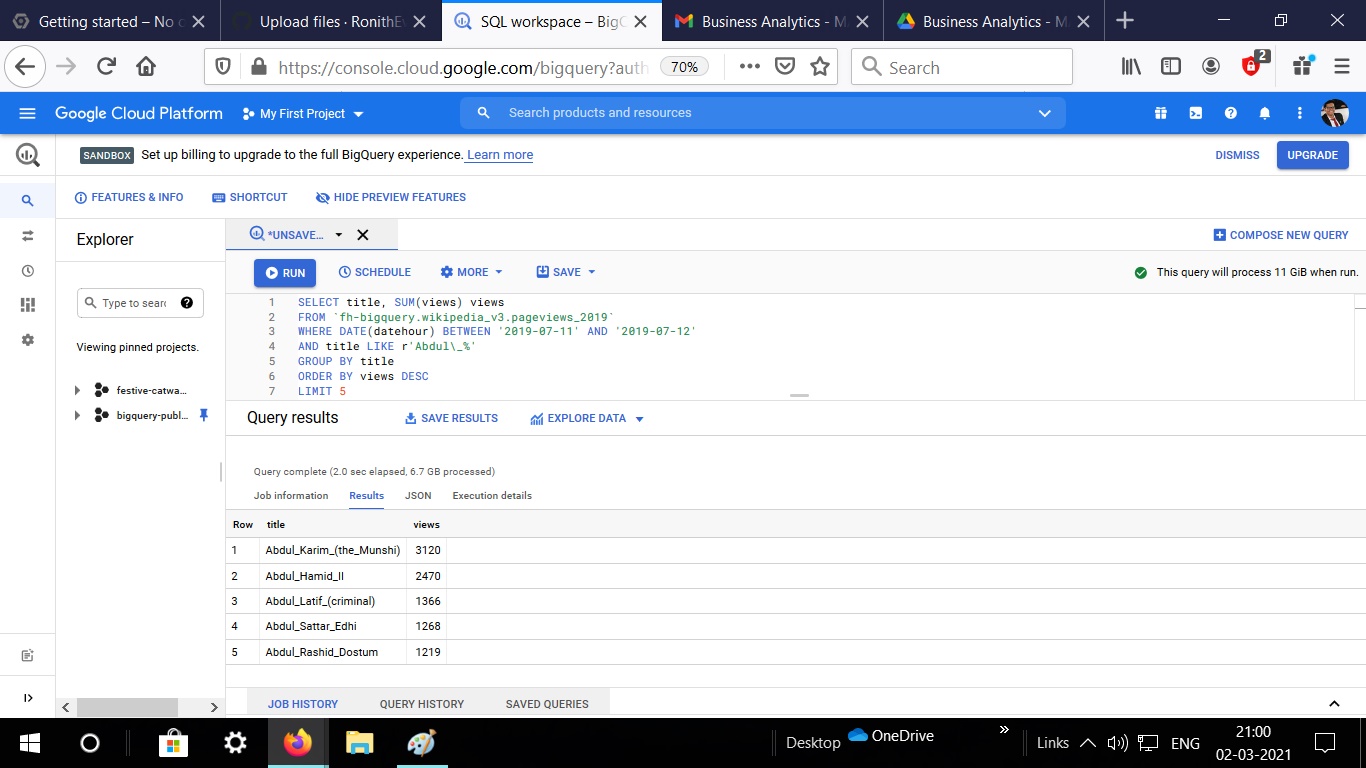 Getting started – No c
Upload files · RonithEv
SQL workspace – BigQ
Business Analytics - M
Business Analytics - M
https://console.cloud.google.com/bigquery?auth
70%
Search
2
Google Cloud Platform
My First Project
Search products and resources
SANDBOX Set up billing to upgrade to the full BigQuery experience. Learn more
DISMISS
UPGRADE
FEATURES & INFO
SHORTCUT
HIDE PREVIEW FEATURES
Explorer
*UNSAVE...
COMPOSE NEW QUERY
RUN
SCHEDULE
MORE
SAVE
This query will process 11 GiB when run.
Type to searc
Viewing pinned projects.
festive-catwa...
bigquery-publ...
1 SELECT title, SUM(views) views
2 FROM `fh-bigquery.wikipedia_v3.pageviews_2019`
3 WHERE DATE(datehour) BETWEEN '2019-07-11' AND '2019-07-12'
4 AND title LIKE r'Abdul\_%'
5 GROUP BY title
6 ORDER BY views DESC
7 LIMIT 5
Query results
SAVE RESULTS
EXPLORE DATA
Query complete (2.0 sec elapsed, 6.7 GB processed)
Job information Results JSON Execution details
Row title views
1 Abdul_Karim_(the_Munshi) 3120
2 Abdul_Hamid_II 2470
3 Abdul_Latif_(criminal) 1366
4 Abdul_Sattar_Edhi 1268
5 Abdul_Rashid_Dostum 1219
JOB HISTORY QUERY HISTORY SAVED QUERIES
Desktop
OneDrive
Links
ENG
21:00
02-03-2021